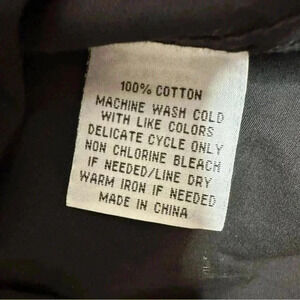 100% COTTON
MACHINE WASH COLD
WITH LIKE COLORS
DELICATE CYCLE ONLY
NON CHLORINE BLEACH
IF NEEDED/LINE DRY
WARM IRON IF NEEDED
MADE IN CHINA